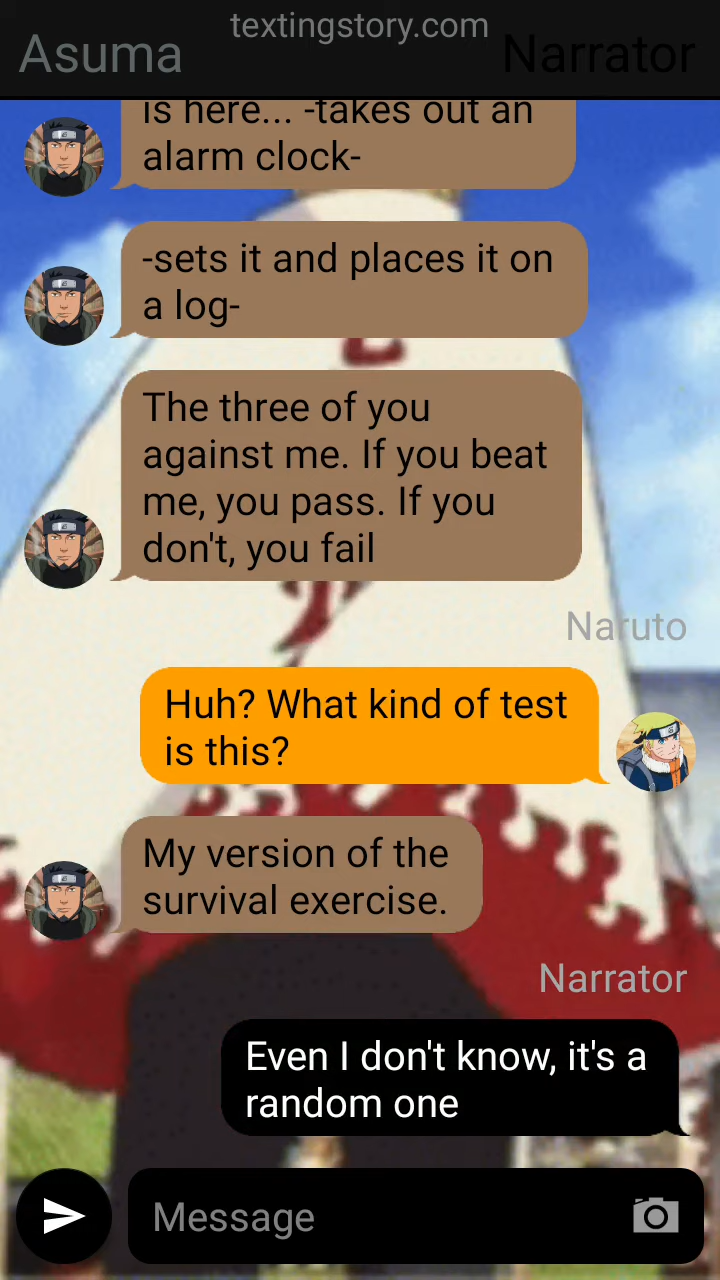 textingstory.com
Asuma
Narrator
is here... -takes out an
alarm clock-
-sets it and places it on
a log-
The three of you
against me. If you beat
me, you pass. If you
don't, you fail
Naruto
Huh? What kind of test
is this?
My version of the
survival exercise.
Narrator
Even I don't know, it's a
random one
Message